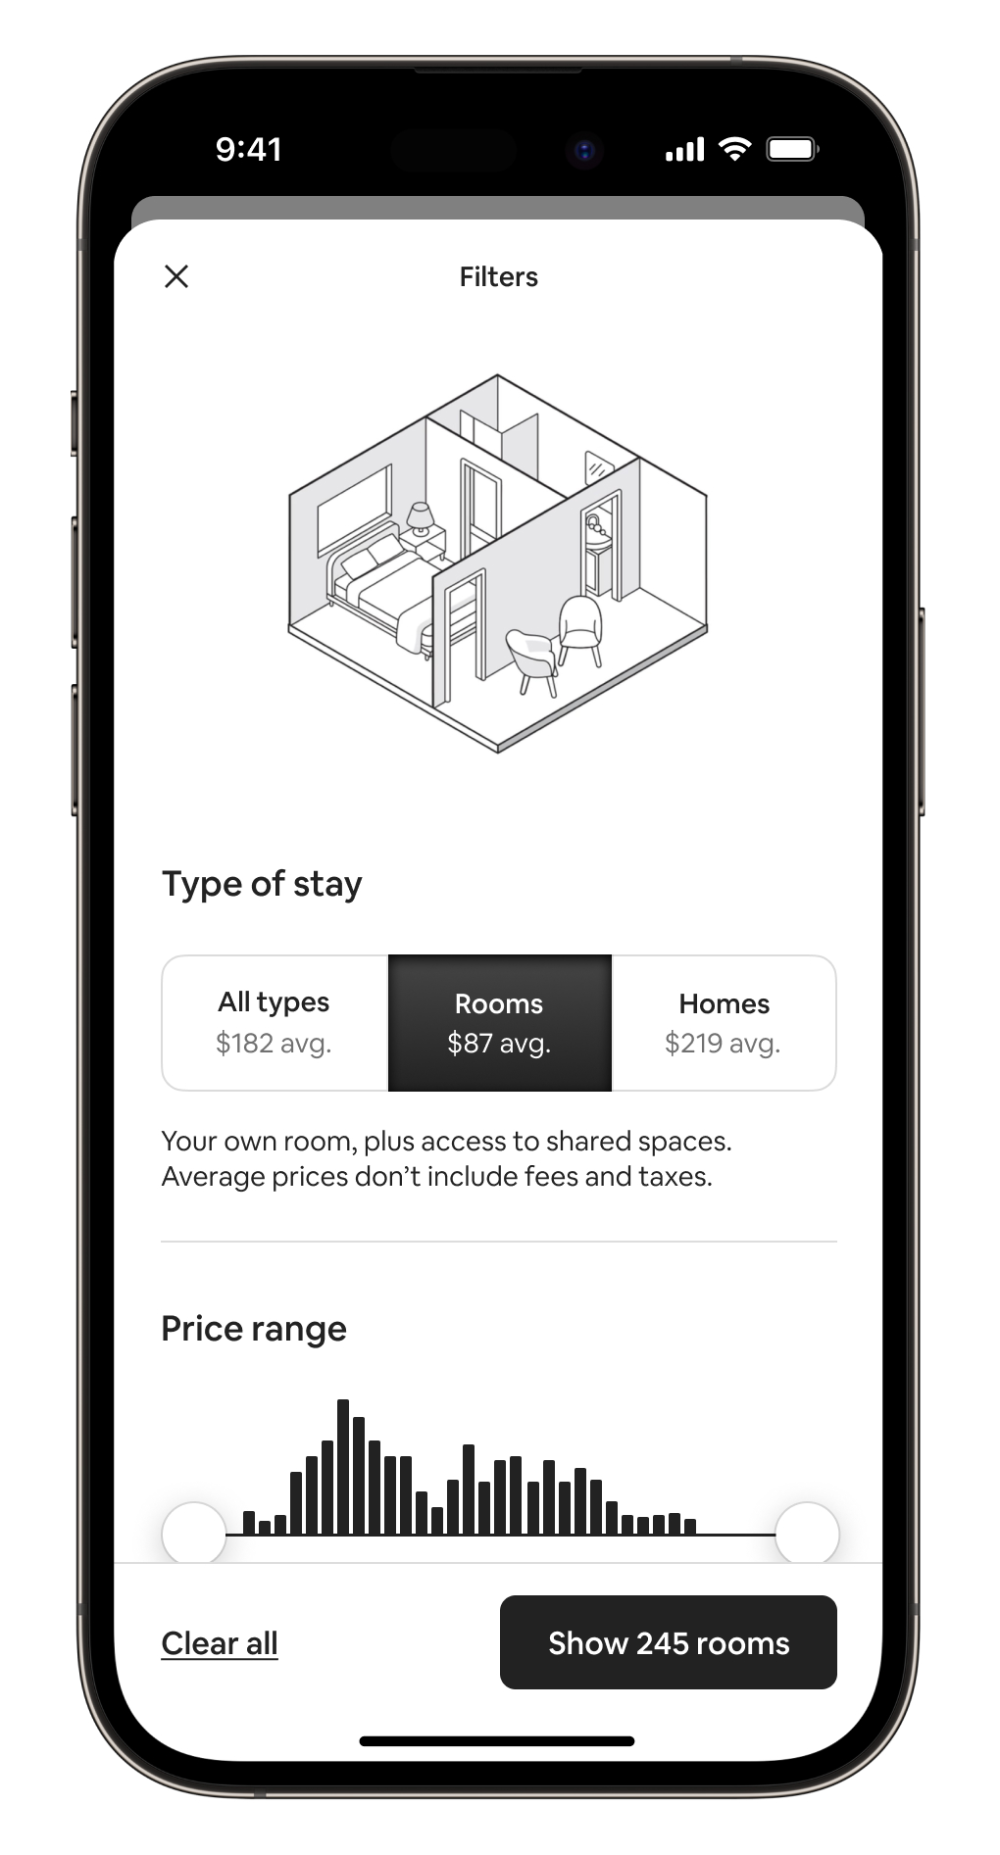 9:41
Filters
Type of stay
All types
$182 avg.
Rooms
$87 avg.
Homes
$219 avg.
Your own room, plus access to shared spaces.
Average prices don’t include fees and taxes.
Price range
Clear all
Show 245 rooms